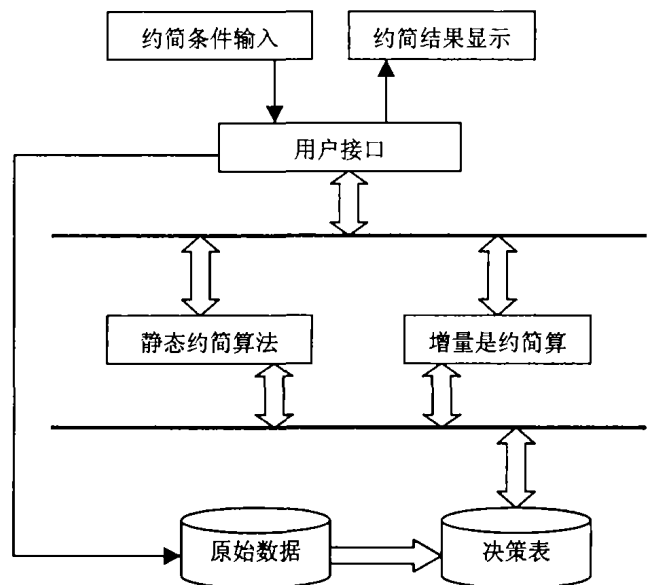 约简条件输入
约简结果显示
用户接口
静态约简算法
增量是约简算
原始数据
决策表